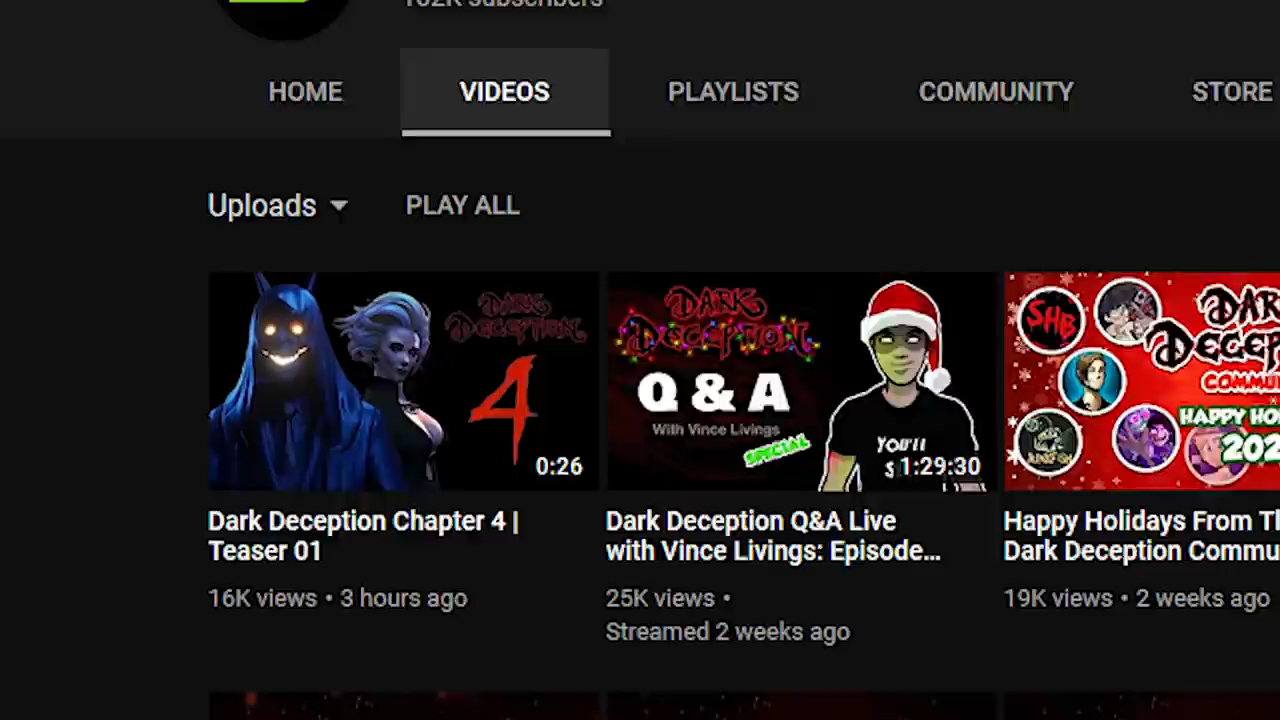 HOME VIDEOS PLAYLISTS COMMUNITY STORE
Uploads PLAY ALL
DARK
DECEPTION
4
0:26
DARK
DECEPTION
Q & A
With Vince Livings
SPECIAL
YOU'LL
$
1:29:30
SHB
DAR
DECEP
COMMU
HAPPY HO
202
Dark Deception Chapter 4 |
Teaser 01
16K views • 3 hours ago
Dark Deception Q&A Live
with Vince Livings: Episode...
25K views •
Streamed 2 weeks ago
Happy Holidays From T
Dark Deception Commu
19K views • 2 weeks ago